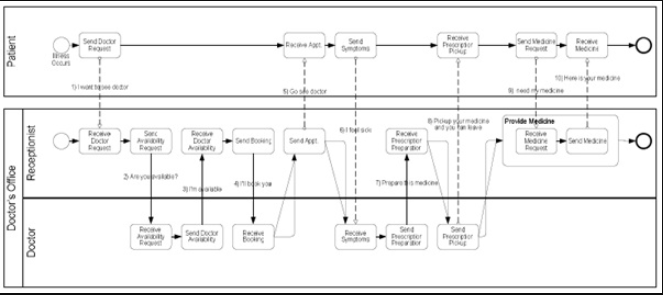 Patient
Send Doctor
Request
Receive Appt.
Send
Symptoms
Receive
Prescription
Pickup
Send Medicine
Request
Receive
Medicine
Illness
Occurs
1) I want to see doctor
5) Go see doctor
9) need my medicine
10) Here is your medicine
Doctor's Office
Receptionist
Receive
Doctor
Request
Send
Availability
Request
Receive
Doctor
Availability
Send Booking
Send Appt.
6) I feel sick
Receive
Prescription
Preparation
8) Pickup your medicine
and you can leave
Provide Medicine
Receive
Medicine
Request
Send Medicine
2) Are you available?
3) I'm available
4) I'll book you
7) Prepare this medicine
Doctor
Receive
Availability
Request
Send Doctor
Availability
Receive
Booking
Receive
Symptoms
Send
Prescription
Preparation
Send
Prescription
Pickup